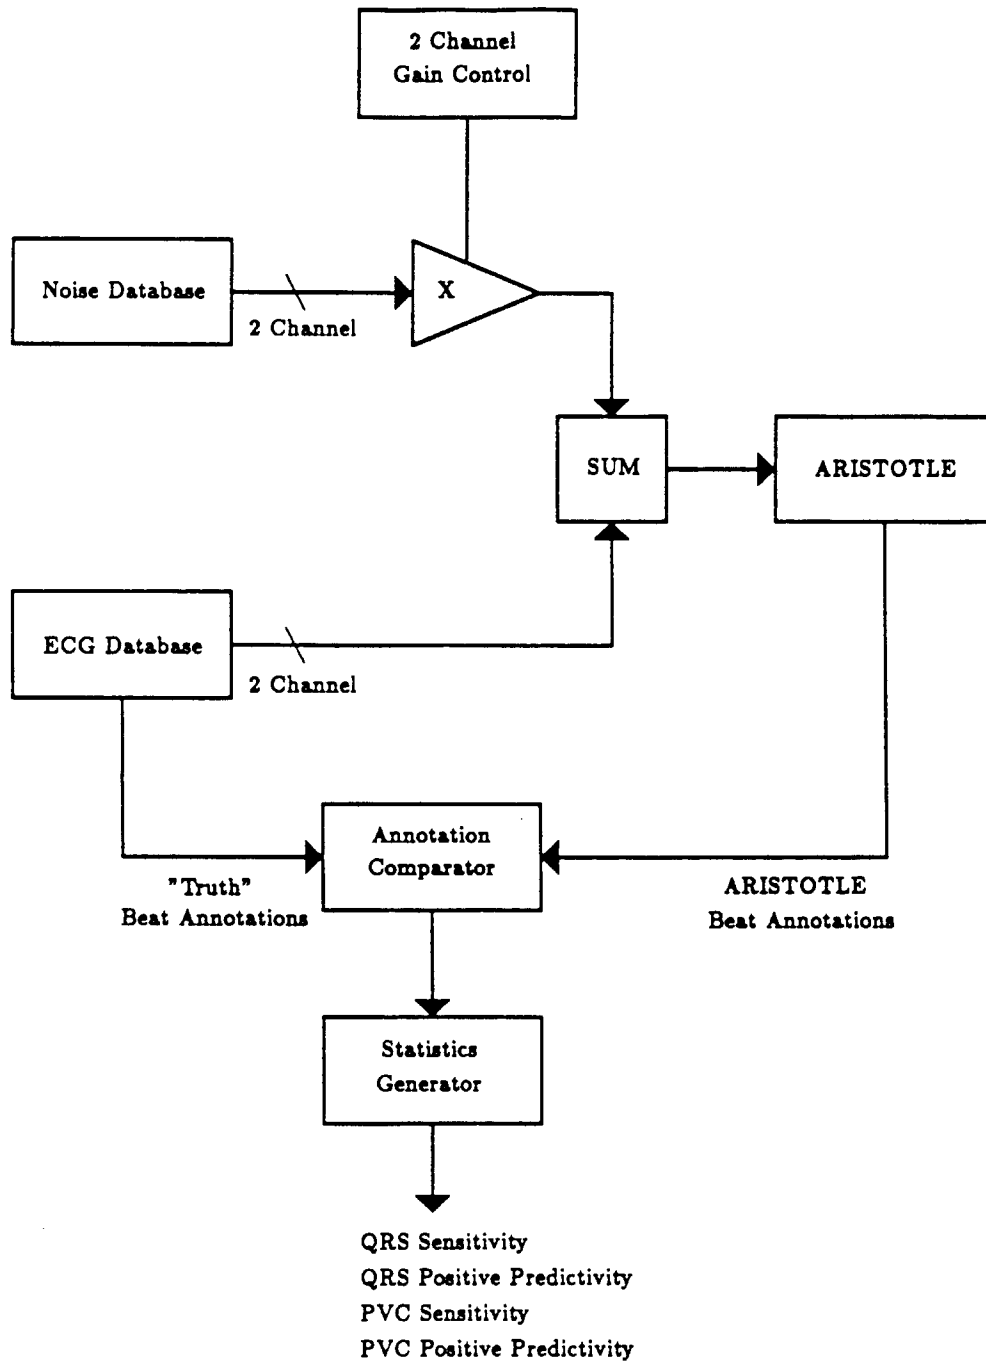 2 Channel
Gain Control
Noise Database
2 Channel
X
SUM
ARISTOTLE
ECG Database
2 Channel
Annotation
Comparator
"Truth"
Beat Annotations
ARISTOTLE
Beat Annotations
Statistics
Generator
QRS Sensitivity
QRS Positive Predictivity
PVC Sensitivity
PVC Positive Predictivity